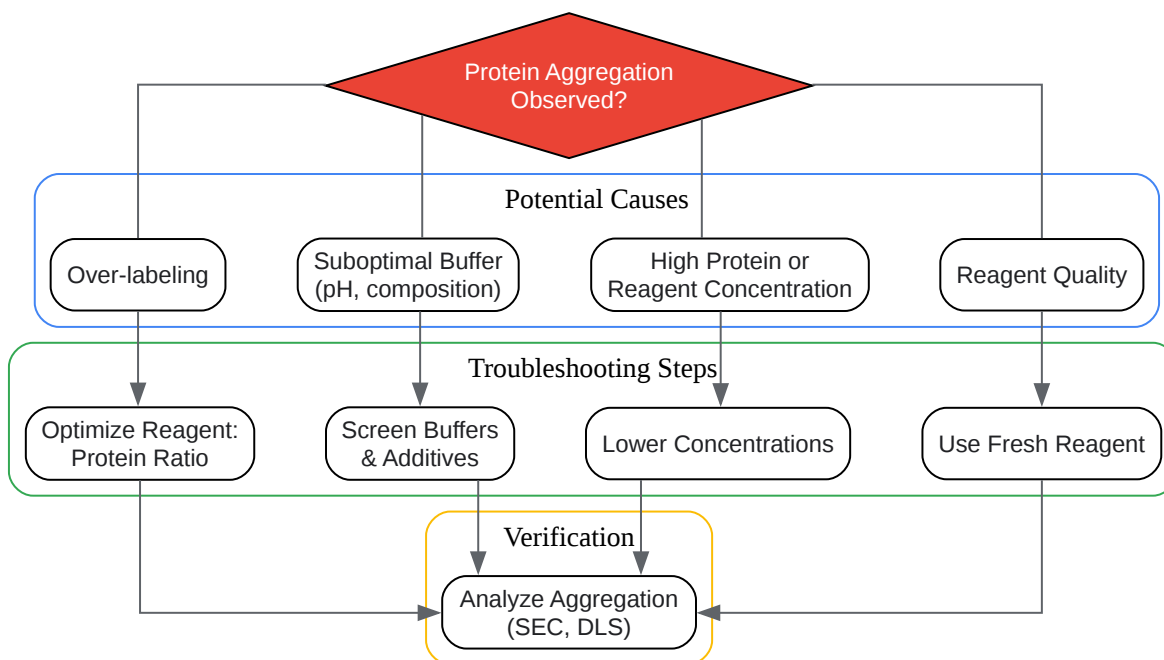 Protein Aggregation
Observed?
Potential Causes
Over-labeling
Suboptimal Buffer
(pH, composition)
High Protein or
Reagent Concentration
Reagent Quality
Troubleshooting Steps
Optimize Reagent:
Protein Ratio
Screen Buffers
& Additives
Lower Concentrations
Use Fresh Reagent
Verification
Analyze Aggregation
(SEC, DLS)